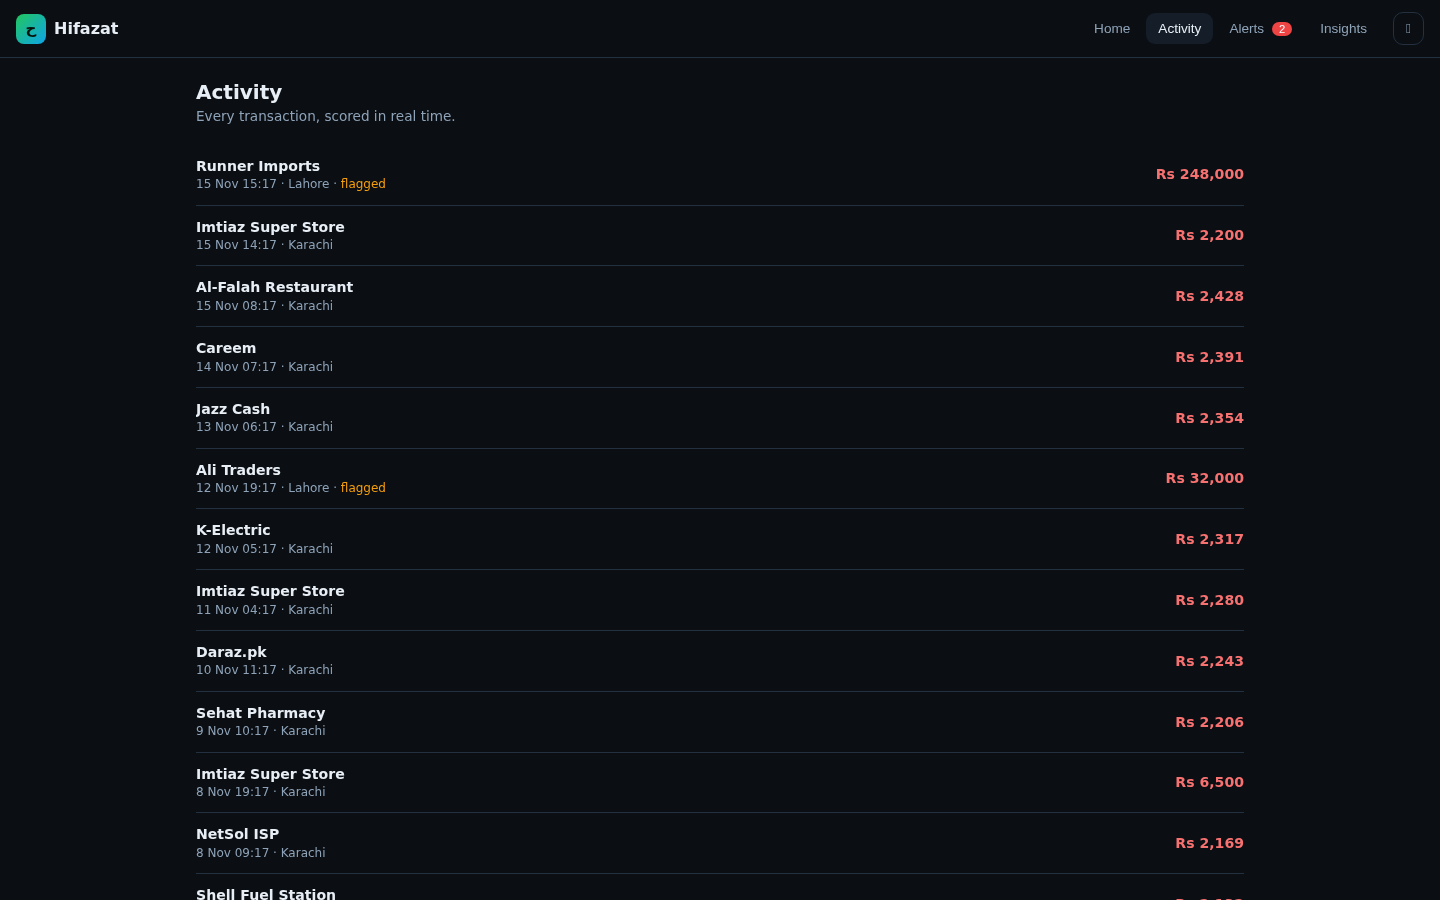 ح Hifazat
Home
Activity
Alerts 2
Insights
Activity
Every transaction, scored in real time.
Runner Imports
15 Nov 15:17 · Lahore · flagged
Rs 248,000
Imtiaz Super Store
15 Nov 14:17 · Karachi
Rs 2,200
Al-Falah Restaurant
15 Nov 08:17 · Karachi
Rs 2,428
Careem
14 Nov 07:17 · Karachi
Rs 2,391
Jazz Cash
13 Nov 06:17 · Karachi
Rs 2,354
Ali Traders
12 Nov 19:17 · Lahore · flagged
Rs 32,000
K-Electric
12 Nov 05:17 · Karachi
Rs 2,317
Imtiaz Super Store
11 Nov 04:17 · Karachi
Rs 2,280
Daraz.pk
10 Nov 11:17 · Karachi
Rs 2,243
Sehat Pharmacy
9 Nov 10:17 · Karachi
Rs 2,206
Imtiaz Super Store
8 Nov 19:17 · Karachi
Rs 6,500
NetSol ISP
8 Nov 09:17 · Karachi
Rs 2,169
Shell Fuel Station